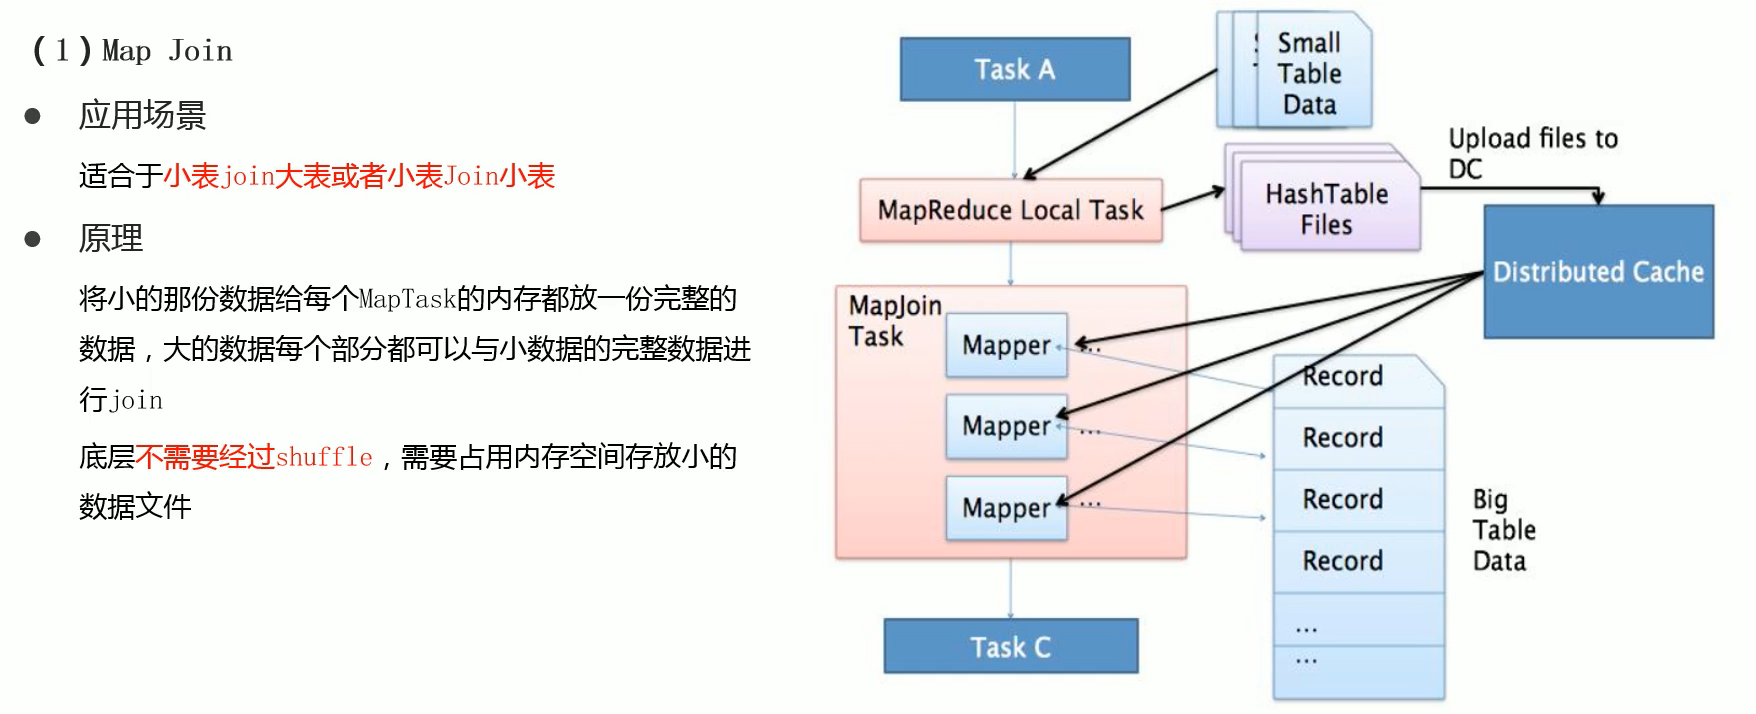 （1）Map Join
● 应用场景
适合于小表join大表或者小表Join小表
● 原理
将小的那份数据给每个MapTask的内存都放一份完整的
数据，大的数据每个部分都可以与小数据的完整数据进
行join
底层不需要经过shuffle，需要占用内存空间存放小的
数据文件
Task A
Small
Table
Data
Upload files to
DC
MapReduce Local Task
HashTable
Files
Distributed Cache
MapJoin
Task
Mapper
...
Mapper
...
Mapper
...
Record
Record
Record
Record
...
...
Big
Table
Data
Task C